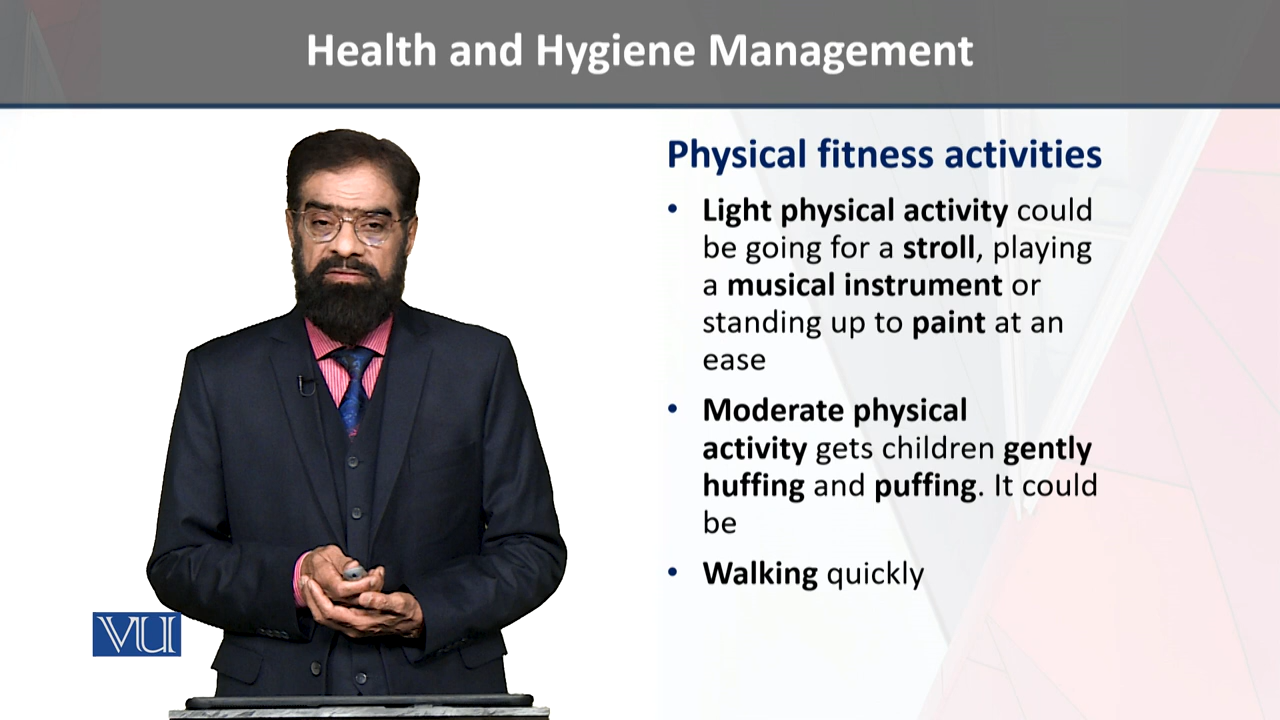 Health and Hygiene Management
Physical fitness activities
• Light physical activity could
be going for a stroll, playing
a musical instrument or
standing up to paint at an
ease
• Moderate physical
activity gets children gently
huffing and puffing. It could
be
• Walking quickly
VU